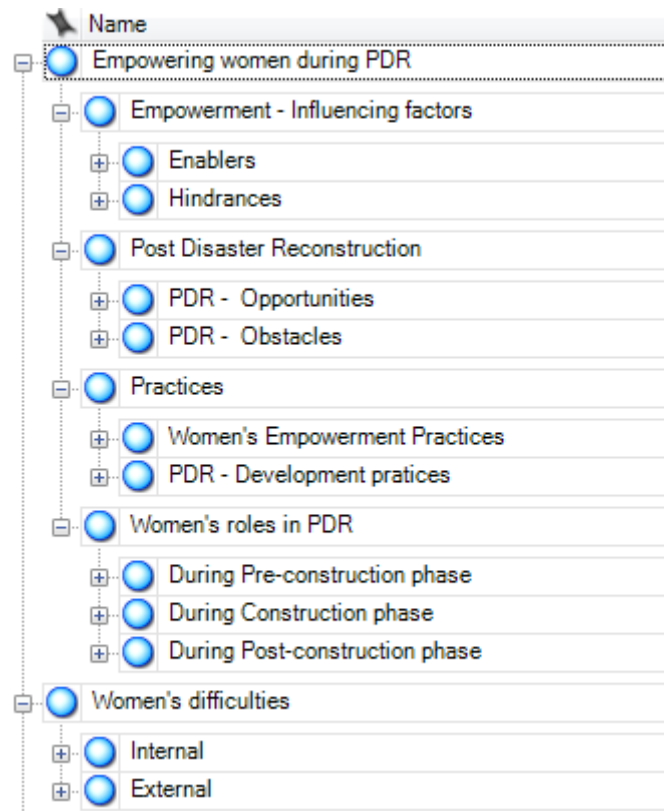 Name
Empowering women during PDR
Empowerment - Influencing factors
Enablers
Hindrances
Post Disaster Reconstruction
PDR - Opportunities
PDR - Obstacles
Practices
Women's Empowerment Practices
PDR - Development pratices
Women's roles in PDR
During Pre-construction phase
During Construction phase
During Post-construction phase
Women's difficulties
Internal
External